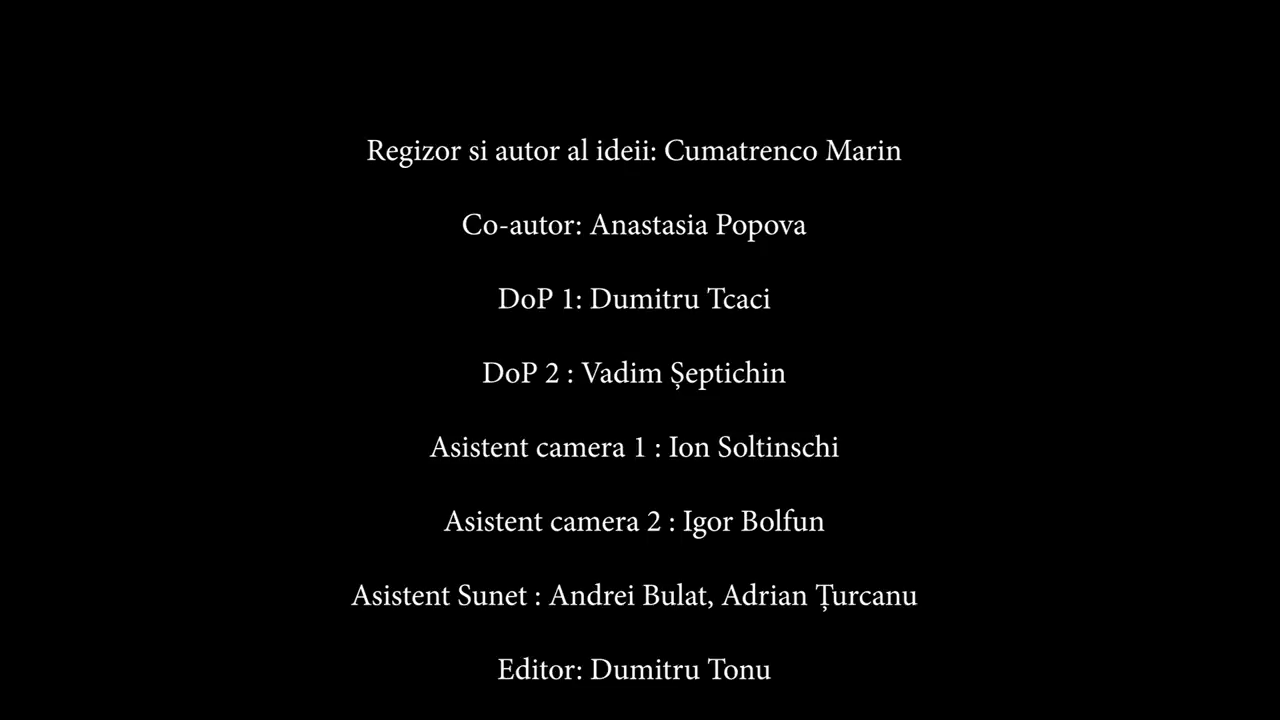 Regizor si autor al ideii: Cumatrenco Marin
Co-autor: Anastasia Popova
DoP 1: Dumitru Tcaci
DoP 2 : Vadim Șeptichin
Asistent camera 1 : Ion Soltinschi
Asistent camera 2 : Igor Bolfun
Asistent Sunet : Andrei Bulat, Adrian Țurcanu
Editor: Dumitru Tonu